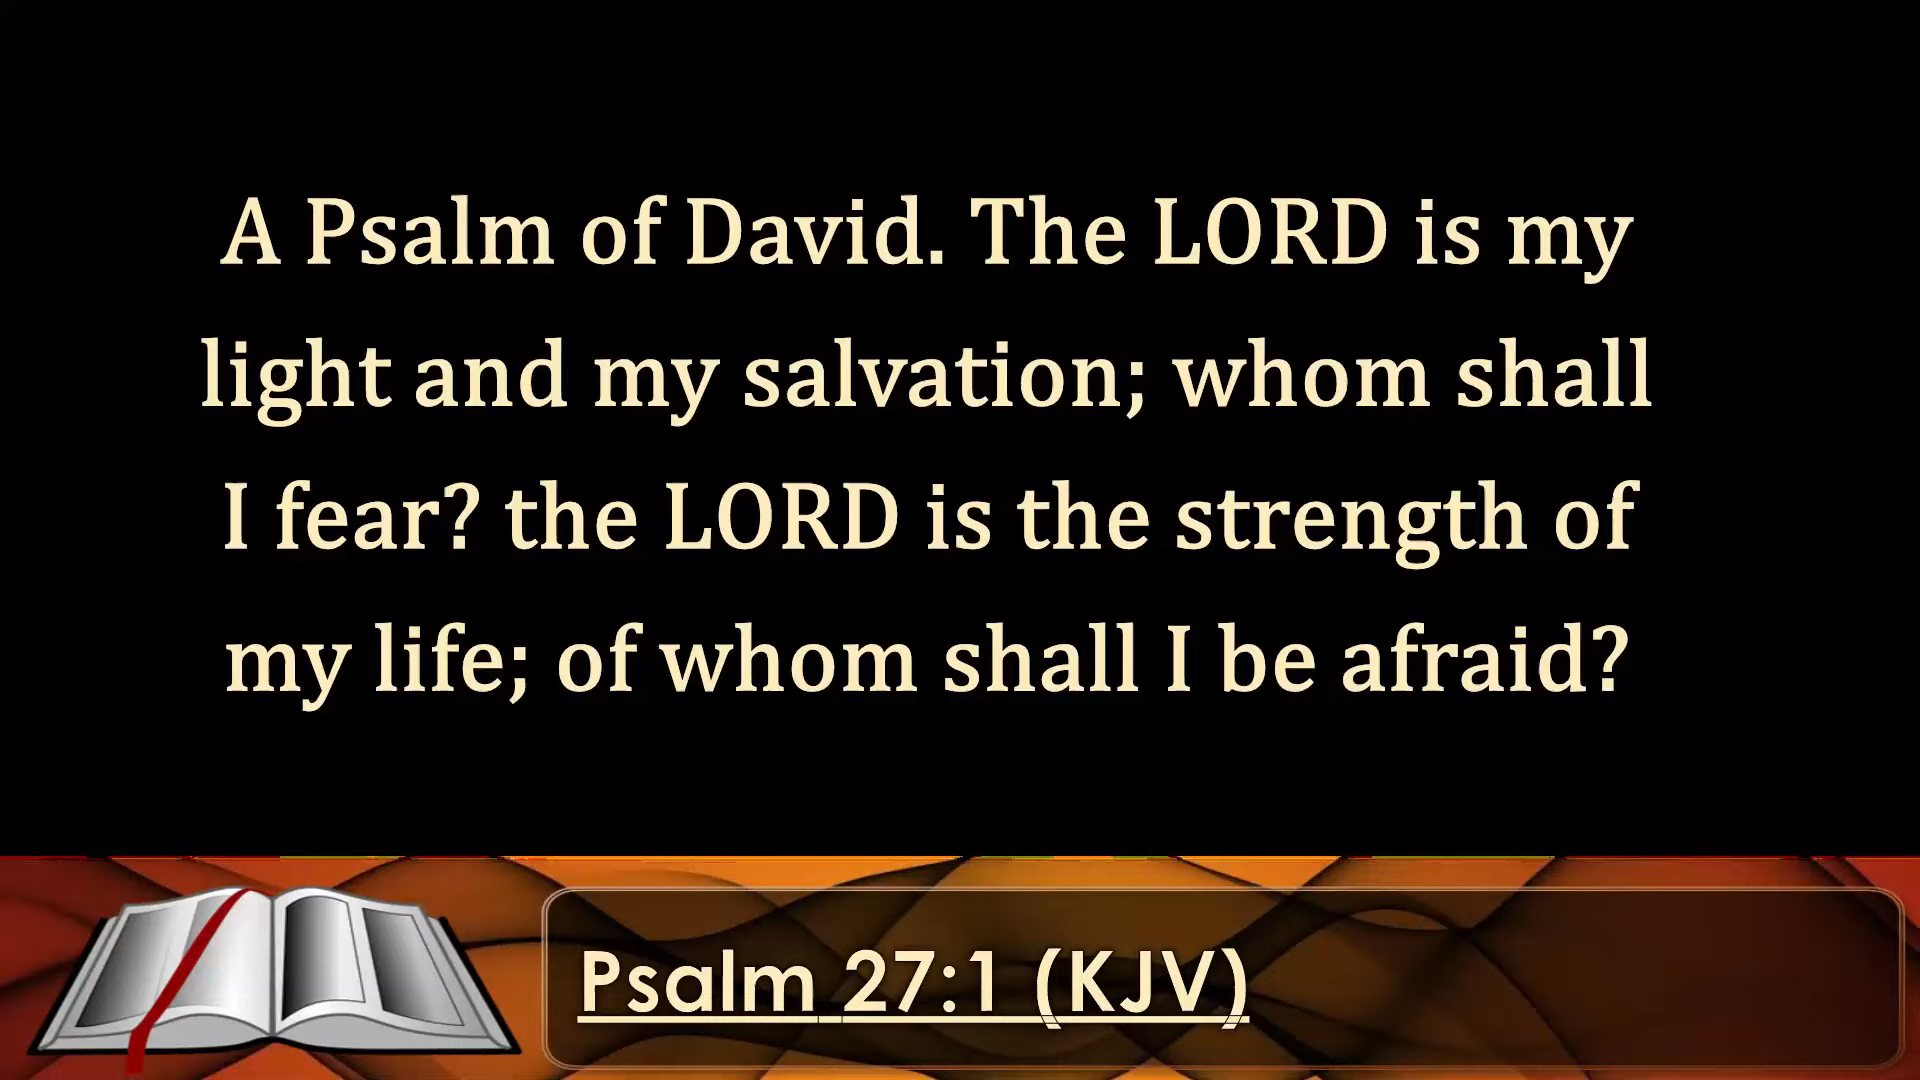 A Psalm of David. The LORD is my
light and my salvation; whom shall
I fear? the LORD is the strength of
my life; of whom shall I be afraid?
Psalm 27:1 (KJV)